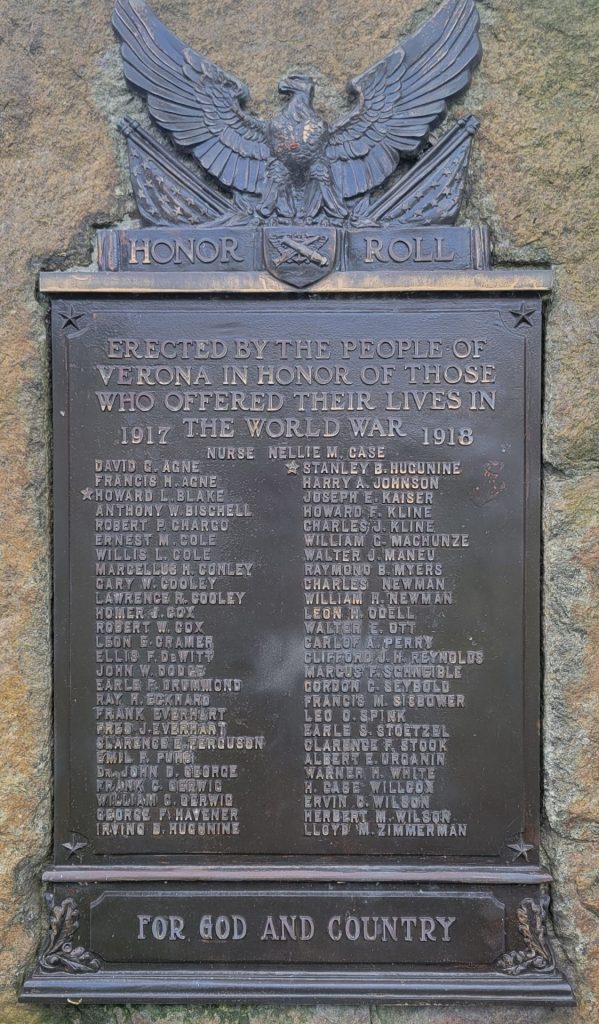 HONOR ROLL
ERECTED BY THE PEOPLE OF
VERONA IN HONOR OF THOSE
WHO OFFERED THEIR LIVES IN
1917 THE WORLD WAR 1918
NURSE NELLIE M. CASE
DAVID G. AGNE
FRANCIS H. AGNE
HOWARD L. BLAKE
ANTHONY W. BISCHELL
ROBERT P. CHARGO
ERNEST M. COLE
WILLIS L. COLE
MARCELLUS H. CONLEY
GARY W. COOLEY
LAWRENCE R. COOLEY
HOMER J. COX
ROBERT W. COX
LEON E. CRAMER
ELLIS F. DEWITT
JOHN W. DODGE
EARLE F. DRUMMOND
RAY H. ECKHARD
FRANK EVERHART
FRED J. EVERHART
CLARENCE E. FERGUSON
EMIL F. PUHS
DR. JOHN D. GEORGE
FRANK C. GERWIG
WILLIAM C. GERWIG
GEORGE F. HAVENER
IRVING B. HUGUNINE
STANLEY B. HUGUNINE
HARRY A. JOHNSON
JOSEPH E. KAISER
HOWARD F. KLINE
CHARLES J. KLINE
WILLIAM C. MACHUNZE
WALTER J. MANEU
RAYMOND B. MYERS
CHARLES NEWMAN
WILLIAM H. NEWMAN
LEON H. ODELL
WALTER E. OTT
CARLOF A. PERRY
CLIFFORD J. H. REYNOLDS
MARCUS F. SCHNEIBLE
GORDON G. SEYBOLD
FRANCIS M. SISBOWER
LEO O. SPINK
EARLE S. STOETZEL
CLARENCE F. STOOK
ALBERT E. URGANIN
WARNER H. WHITE
H. CASE WILLCOX
ERVIN C. WILSON
HERBERT M. WILSON
LLOYD M. ZIMMERMAN
FOR GOD AND COUNTRY